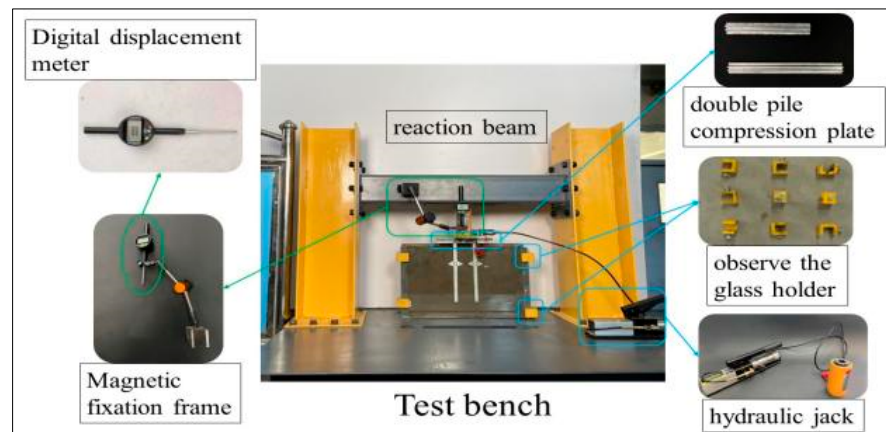 Digital displacement
meter
reaction beam
double pile
compression plate
observe the
glass holder
Magnetic
fixation frame
Test bench
hydraulic jack